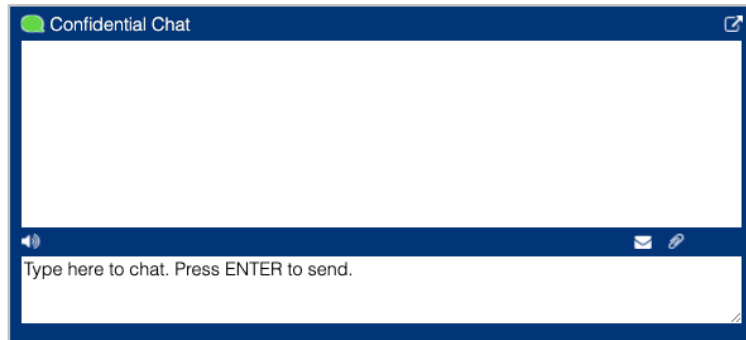 Confidential Chat
Type here to chat. Press ENTER to send.